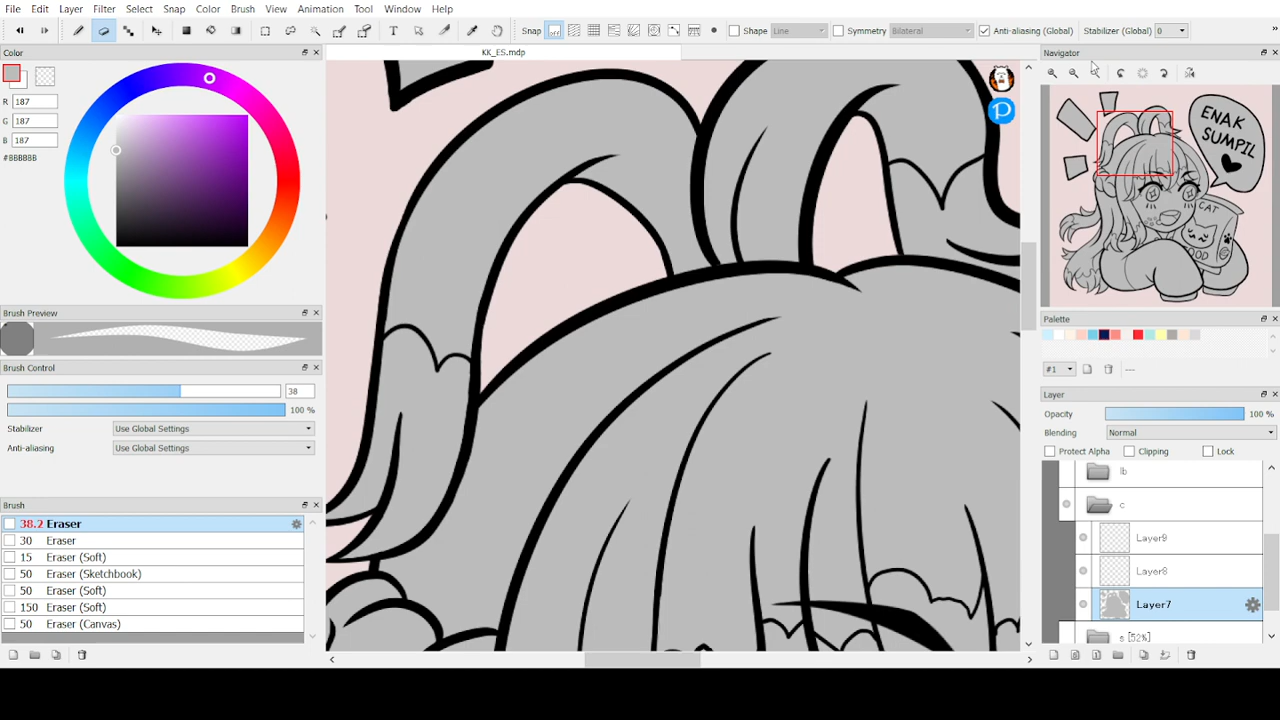 File Edit Layer Filter Select Snap Color Brush View Animation Tool Window Help
Snap Shape Line Symmetry Bilateral Anti-aliasing (Global) Stabilizer (Global) 0
Color
KK_ES.mdp
Navigator
R 187
G 187
B 187
#BBBBBB
ENAK
SUMPIL
CAT
FOOD
P
Brush Preview
Brush Control
38
100 %
Stabilizer Use Global Settings
Anti-aliasing Use Global Settings
Brush
38.2 Eraser
30 Eraser
15 Eraser (Soft)
50 Eraser (Sketchbook)
50 Eraser (Soft)
150 Eraser (Soft)
50 Eraser (Canvas)
Palette
#1 ---
Layer
Opacity 100 %
Blending Normal
Protect Alpha Clipping Lock
lb
c
Layer9
Layer8
Layer7
s [52%]